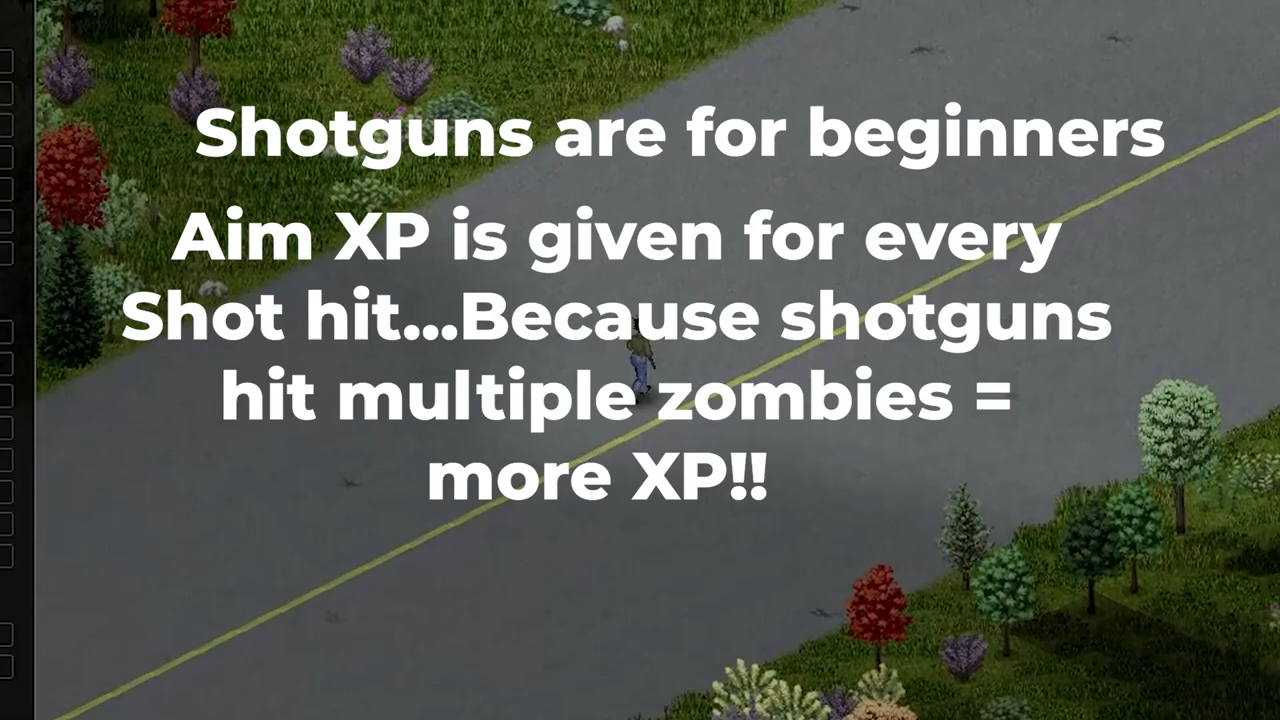 Shotguns are for beginners
Aim XP is given for every
Shot hit...Because shotguns
hit multiple zombies =
more XP!!